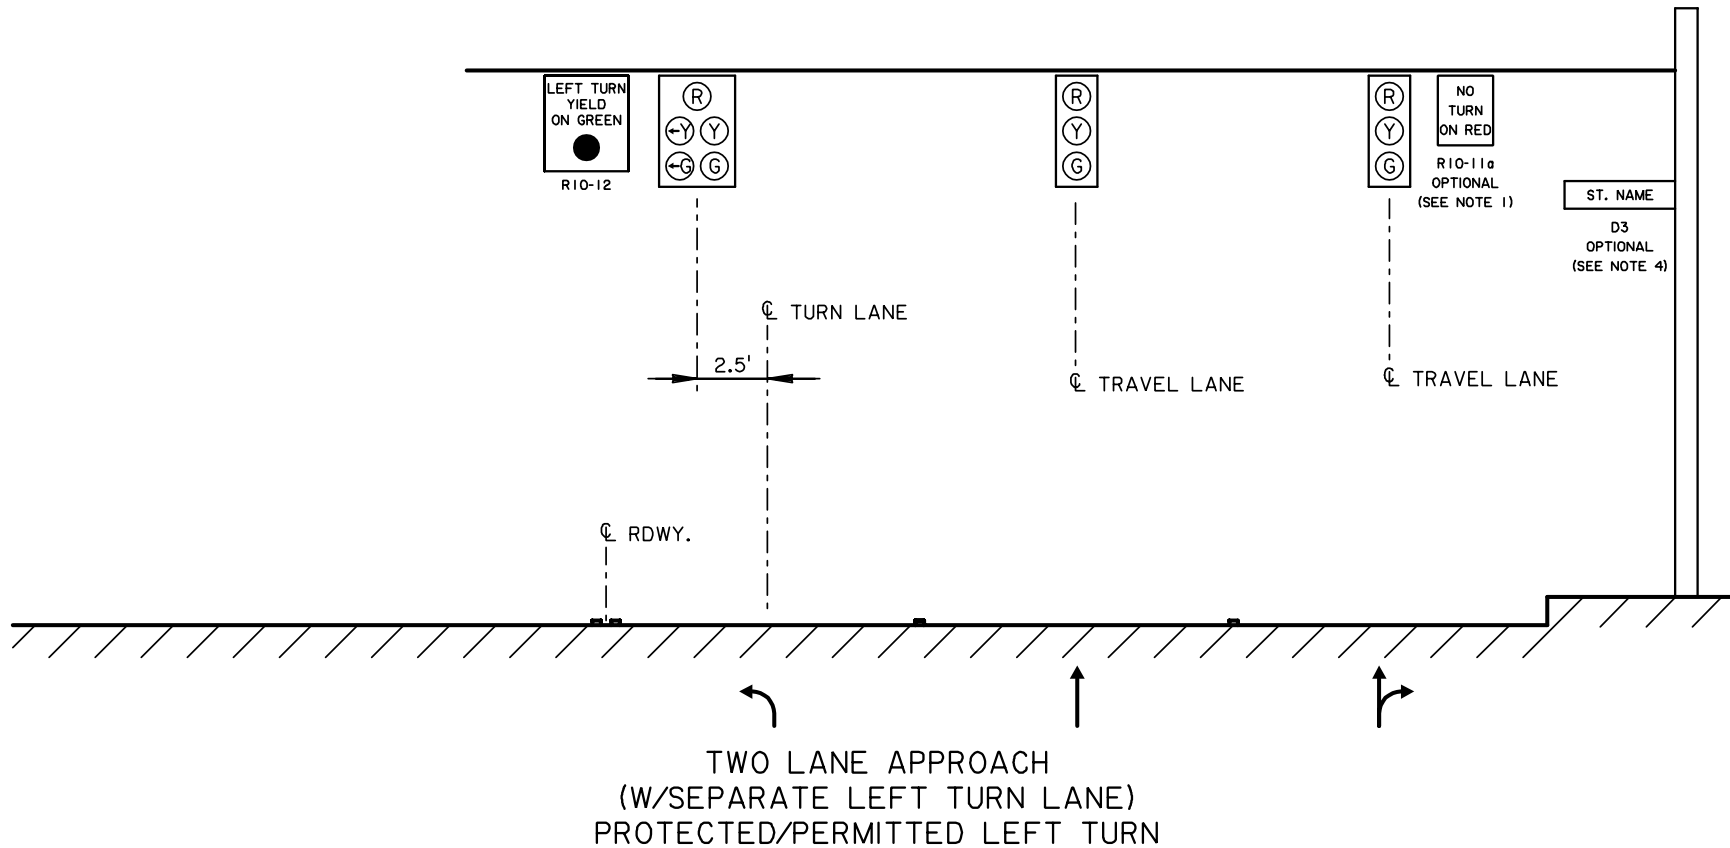 LEFT TURN
YIELD
ON GREEN
R10-12
R
←Y Y
←G G
R
Y
G
R
Y
G
NO
TURN
ON RED
R10-11a
OPTIONAL
(SEE NOTE 1)
ST. NAME
D3
OPTIONAL
(SEE NOTE 4)
℄ TURN LANE
2.5'
℄ TRAVEL LANE
℄ TRAVEL LANE
℄ RDWY.
TWO LANE APPROACH
(W/SEPARATE LEFT TURN LANE)
PROTECTED/PERMITTED LEFT TURN